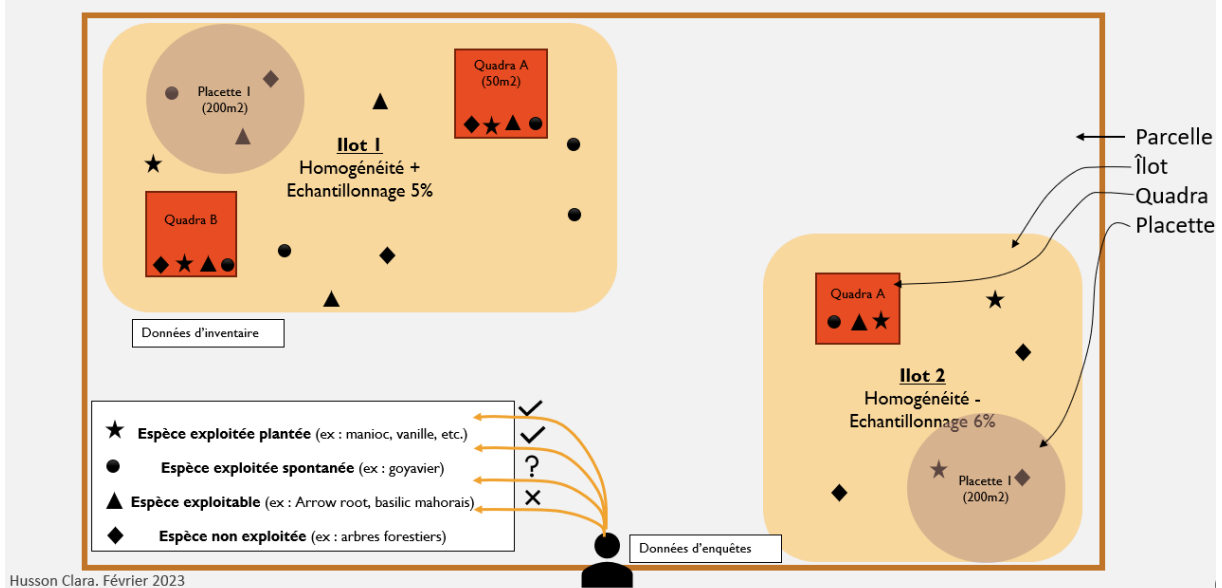 Placette 1
(200m2)
Quadra A
(50m2)
Ilot 1
Homogénéité +
Echantillonnage 5%
Quadra B
Données d'inventaire
Parcelle
Îlot
Quadra
Placette
Quadra A
Ilot 2
Homogénéité -
Echantillonnage 6%
Placette 1
(200m2)
Espèce exploitée plantée (ex : manioc, vanille, etc.)
Espèce exploitée spontanée (ex : goyavier)
?
Espèce exploitable (ex : Arrow root, basilic mahorais)
Espèce non exploitée (ex : arbres forestiers)
Données d'enquêtes
Husson Clara. Février 2023